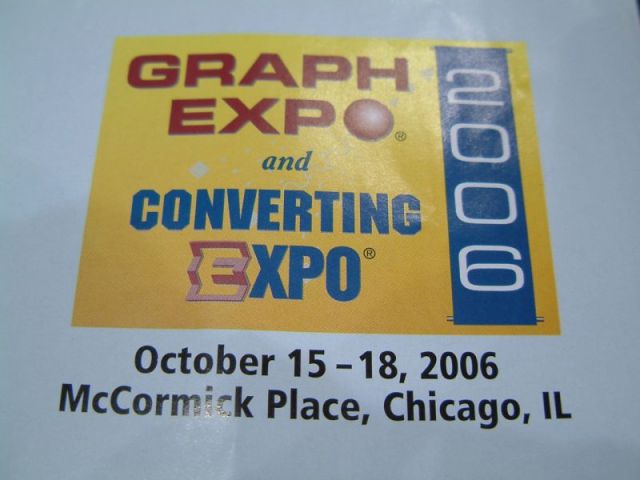 GRAPH
EXPO®
and
CONVERTING
EXPO®
2006
October 15-18, 2006
McCormick Place, Chicago, IL